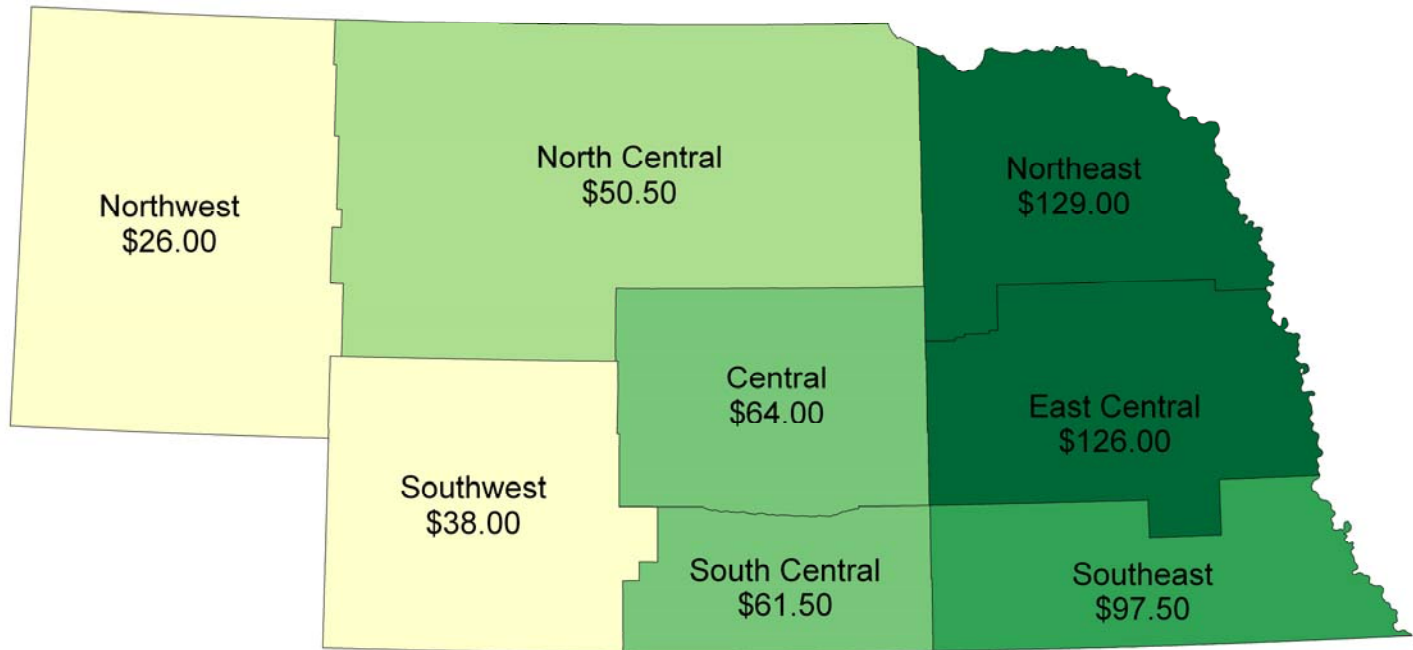 Northwest
$26.00
North Central
$50.50
Northeast
$129.00
Central
$64.00
East Central
$126.00
Southwest
$38.00
South Central
$61.50
Southeast
$97.50